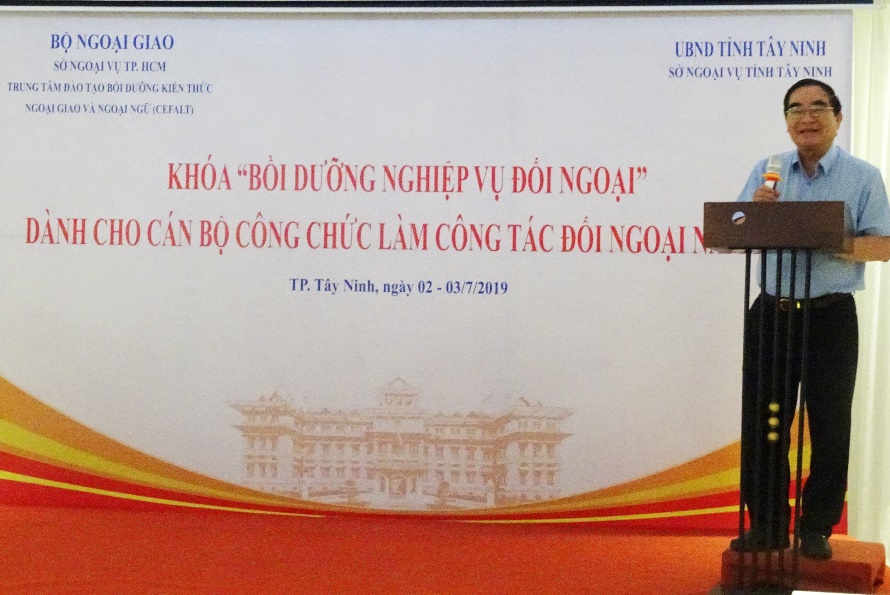 BỘ NGOẠI GIAO
SỞ NGOẠI VỤ TP. HCM
TRUNG TÂM ĐÀO TẠO BỒI DƯỠNG KIẾN THỨC
NGOẠI GIAO VÀ NGOẠI NGỮ (CEFALT)
UBND TỈNH TÂY NINH
SỞ NGOẠI VỤ TỈNH TÂY NINH
KHÓA “BỒI DƯỠNG NGHIỆP VỤ ĐỐI NGOẠI”
DÀNH CHO CÁN BỘ CÔNG CHỨC LÀM CÔNG TÁC ĐỐI NGOẠI
TP. Tây Ninh, ngày 02 - 03/7/2019